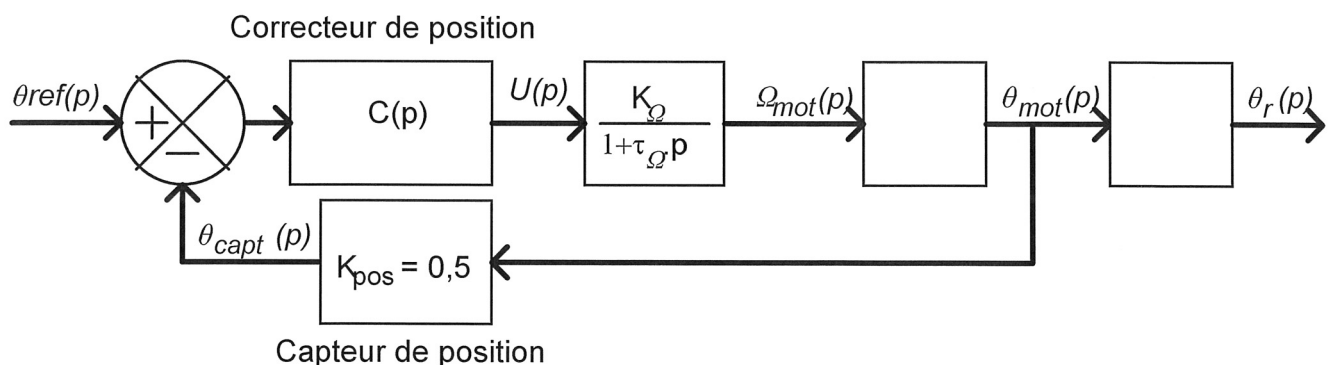 Correcteur de position
θref(p)
+
−
C(p)
U(p)
K_Ω
1+τ_Ω.p
Ω_mot(p)
θ_mot(p)
θ_r(p)
θ_capt (p)
K_pos = 0,5
Capteur de position